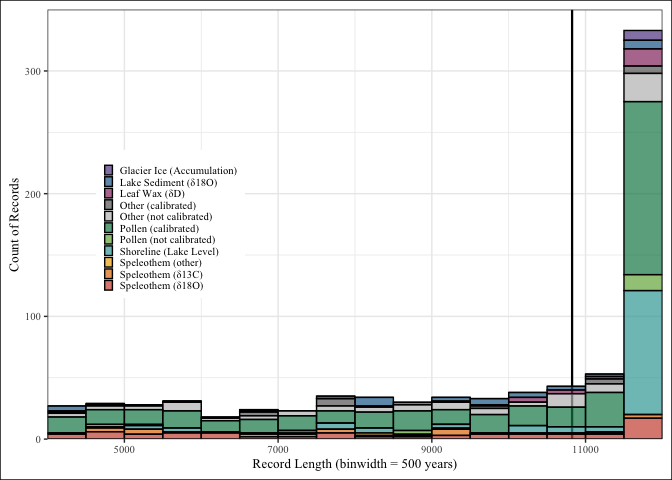 300
200
100
0
Count of Records
Glacier Ice (Accumulation)
Lake Sediment (δ18O)
Leaf Wax (δD)
Other (calibrated)
Other (not calibrated)
Pollen (calibrated)
Pollen (not calibrated)
Shoreline (Lake Level)
Speleothem (other)
Speleothem (δ13C)
Speleothem (δ18O)
5000 7000 9000 11000
Record Length (binwidth = 500 years)